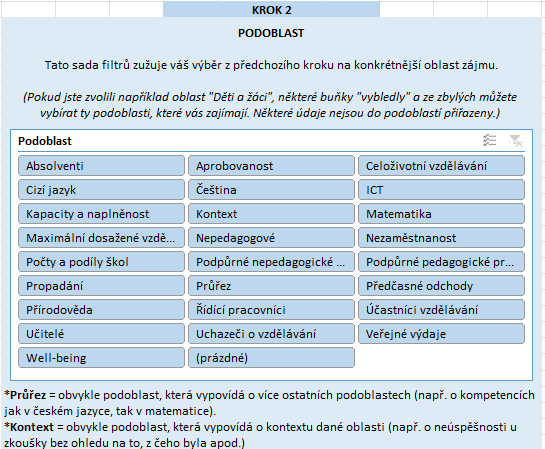 KROK 2
PODOBLAST
Tato sada filtrů zužuje váš výběr z předchozího kroku na konkrétnější oblast zájmu.
(Pokud jste zvolili například oblast "Děti a žáci", některé buňky "vybledly" a ze zbylých můžete
vybírat ty podoblasti, které vás zajímají. Některé údaje nejsou do podoblastí přiřazeny.)
Podoblast
Absolventi Aprobovanost Celoživotní vzdělávání
Cizí jazyk Čeština ICT
Kapacity a naplněnost Kontext Matematika
Maximální dosažené vzdě... Nepedagogové Nezaměstnanost
Počty a podíly škol Podpůrné nepedagogické ... Podpůrné pedagogické pr...
Propadání Průřez Předčasné odchody
Přírodověda Řídící pracovníci Účastníci vzdělávání
Učitelé Uchazeči o vzdělávání Veřejné výdaje
Well-being (prázdné)
*Průřez = obvykle podoblast, která vypovídá o více ostatních podoblastech (např. o kompetencích
jak v českém jazyce, tak v matematice).
*Kontext = obvykle podoblast, která vypovídá o kontextu dané oblasti (např. o neúspěšnosti u
zkoušky bez ohledu na to, z čeho byla apod.)